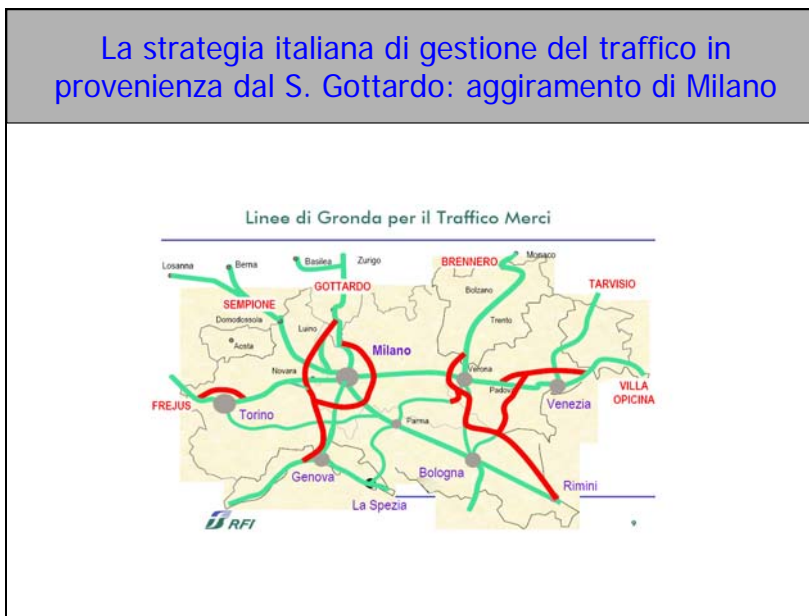 La strategia italiana di gestione del traffico in
provenienza dal S. Gottardo: aggiramento di Milano
Linee di Gronda per il Traffico Merci
Losanna
Berna
Basilea
Zurigo
BRENNERO
Monaco
GOTTARDO
TARVISIO
SEMPIONE
Bolzano
Domodossola
Luino
Trento
Aosta
Milano
Novara
Verona
Padov
FREJUS
Torino
Venezia
VILLA
OPICINA
Parma
Genova
Bologna
La Spezia
Rimini
RFI
9